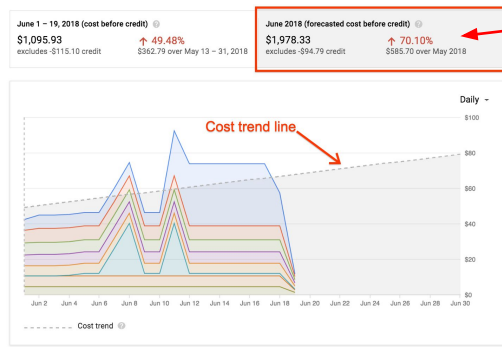 June 1 – 19, 2018 (cost before credit)
$1,095.93
↑ 49.48%
excludes -$115.10 credit
$362.79 over May 13 – 31, 2018
June 2018 (forecasted cost before credit)
$1,978.33
↑ 70.10%
excludes -$94.79 credit
$585.70 over May 2018
Daily
Cost trend line
$100
$80
$60
$40
$20
$0
Jun 2
Jun 4
Jun 6
Jun 8
Jun 10
Jun 12
Jun 14
Jun 16
Jun 18
Jun 20
Jun 22
Jun 24
Jun 26
Jun 28
Jun 30
Cost trend